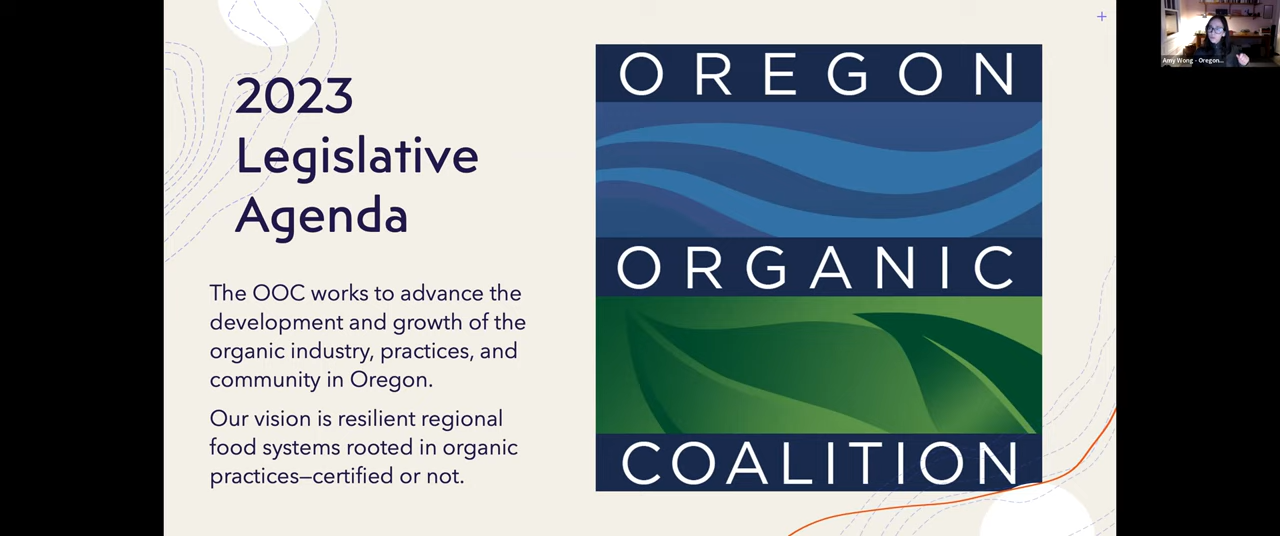 2023
Legislative
Agenda
The OOC works to advance the
development and growth of the
organic industry, practices, and
community in Oregon.
Our vision is resilient regional
food systems rooted in organic
practices—certified or not.
OREGON
ORGANIC
COALITION
Amy Wong - Oregon...